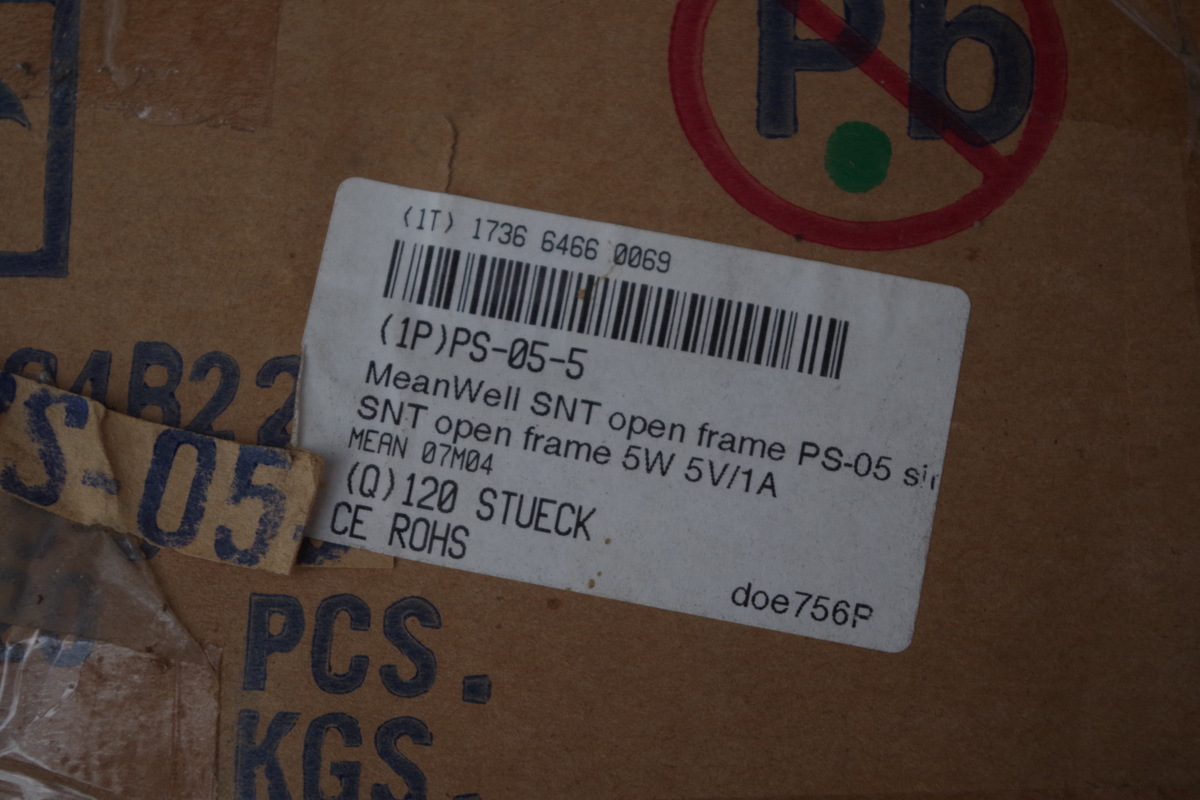 Pb
(1T) 1736 6466 0069
(1P)PS-05-5
MeanWell SNT open frame PS-05
SNT open frame 5W 5V/1A
MEAN 07M04
(Q)120 STUECK
CE ROHS
doe756P
04B22
S-05
PCS.
KGS.